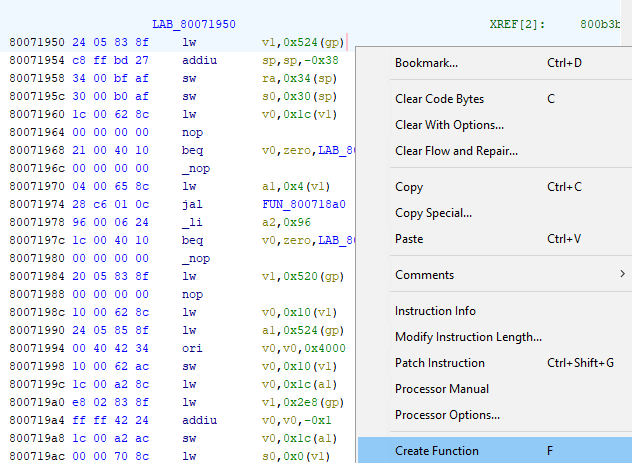 LAB_80071950 XREF[2]: 800b3b
80071950 24 05 83 8f lw v1,0x524(gp)
80071954 c8 ff bd 27 addiu sp,sp,-0x38
80071958 34 00 bf af sw ra,0x34(sp)
8007195c 30 00 b0 af sw s0,0x30(sp)
80071960 1c 00 62 8c lw v0,0x1c(v1)
80071964 00 00 00 00 nop
80071968 21 00 40 10 beq v0,zero,LAB_80
8007196c 00 00 00 00 _nop
80071970 04 00 65 8c lw a1,0x4(v1)
80071974 28 c6 01 0c jal FUN_800718a0
80071978 96 00 06 24 _li a2,0x96
8007197c 1c 00 40 10 beq v0,zero,LAB_80
80071980 00 00 00 00 _nop
80071984 20 05 83 8f lw v1,0x520(gp)
80071988 00 00 00 00 nop
8007198c 10 00 62 8c lw v0,0x10(v1)
80071990 24 05 85 8f lw a1,0x524(gp)
80071994 00 40 42 34 ori v0,v0,0x4000
80071998 10 00 62 ac sw v0,0x10(v1)
8007199c 1c 00 a2 8c lw v0,0x1c(a1)
800719a0 e8 02 83 8f lw v1,0x2e8(gp)
800719a4 ff ff 42 24 addiu v0,v0,-0x1
800719a8 1c 00 a2 ac sw v0,0x1c(a1)
800719ac 00 00 70 8c lw s0,0x0(v1)
Bookmark... Ctrl+D
Clear Code Bytes C
Clear With Options...
Clear Flow and Repair...
Copy Ctrl+C
Copy Special...
Paste Ctrl+V
Comments
Instruction Info
Modify Instruction Length...
Patch Instruction Ctrl+Shift+G
Processor Manual
Processor Options...
Create Function F